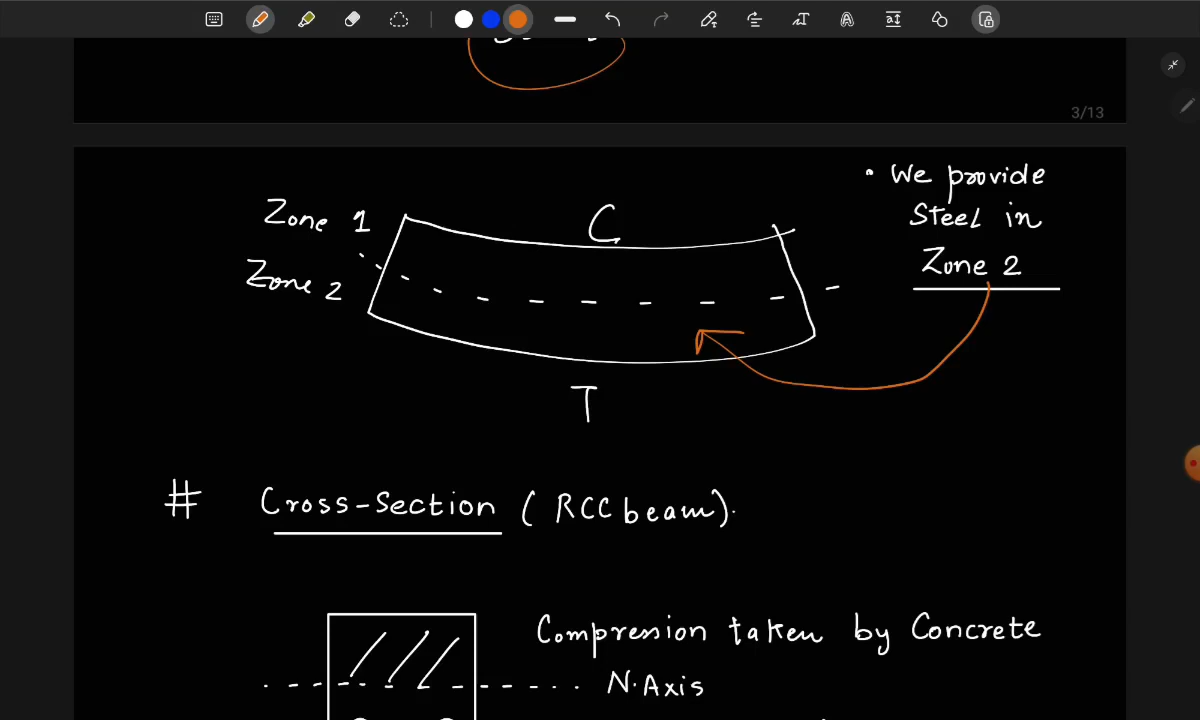 3/13
Zone 1
C
Zone 2
T
• We provide
Steel in
Zone 2
# Cross-Section (RCC beam).
Compression taken by Concrete
N.Axis